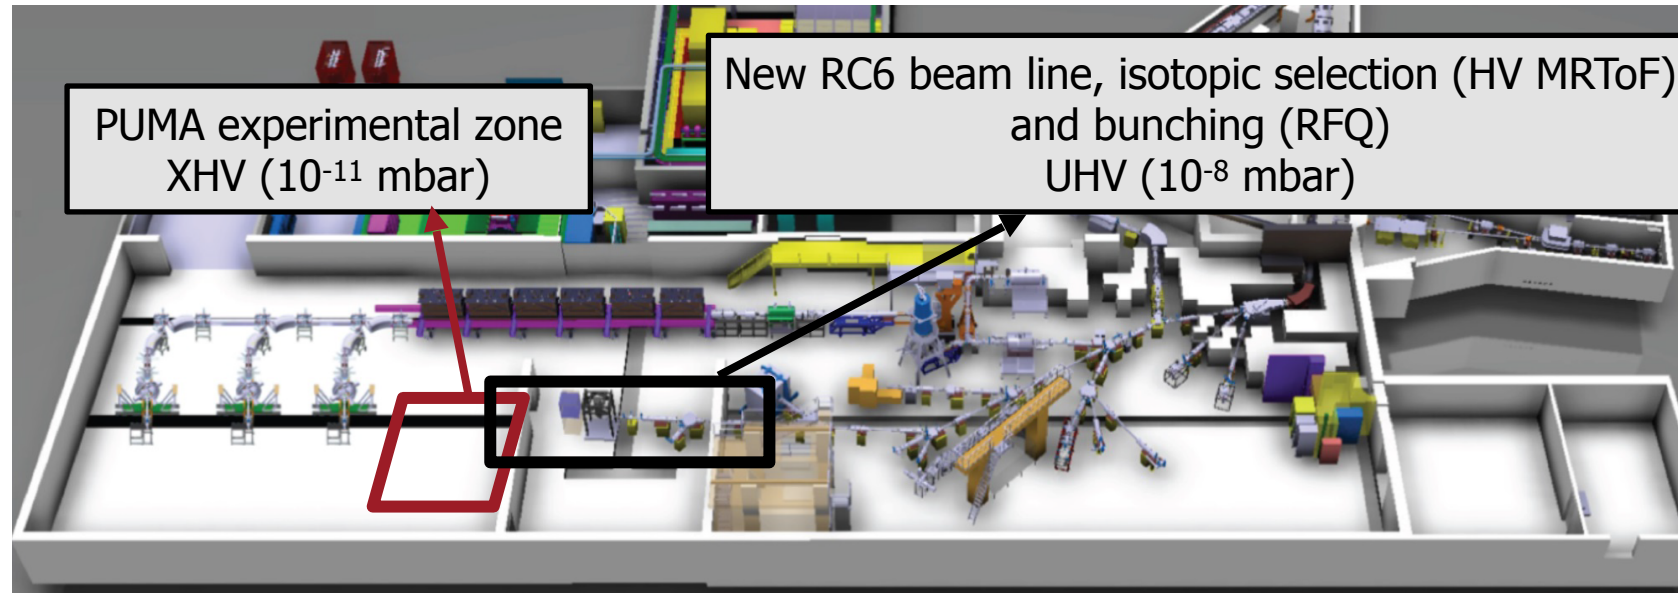 PUMA experimental zone
XHV (10⁻¹¹ mbar)
New RC6 beam line, isotopic selection (HV MRToF)
and bunching (RFQ)
UHV (10⁻⁸ mbar)